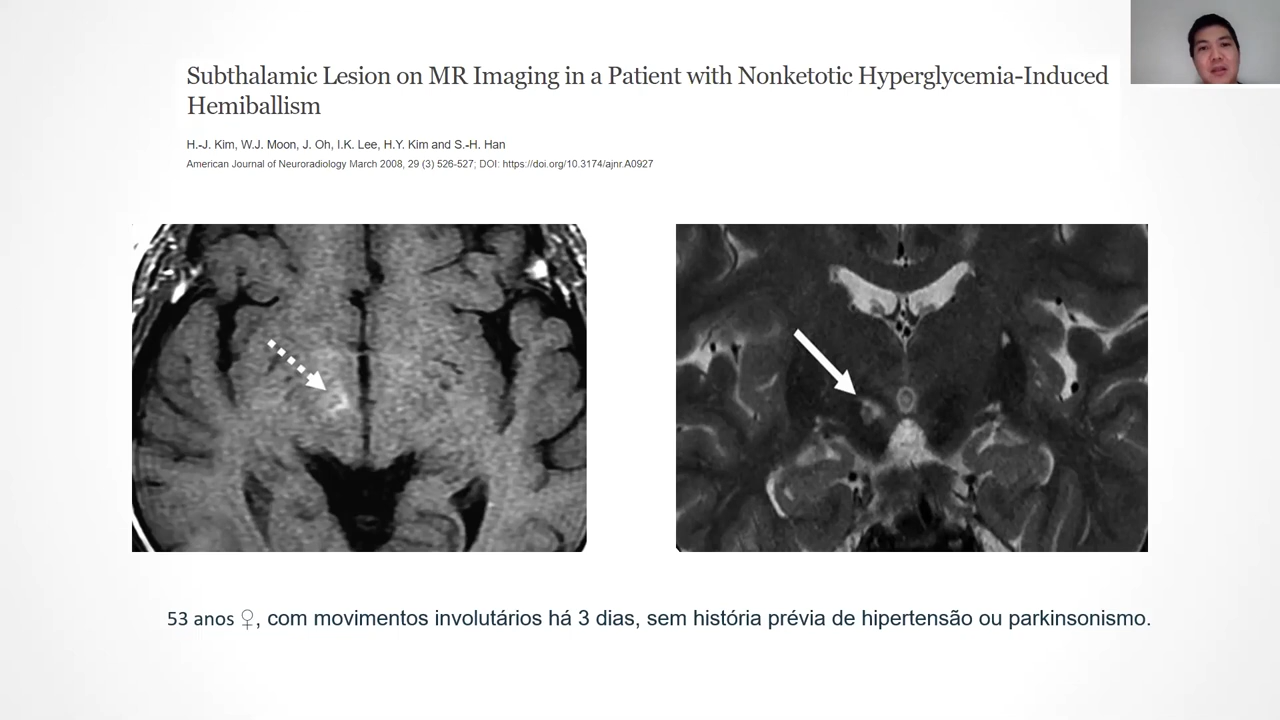 Subthalamic Lesion on MR Imaging in a Patient with Nonketotic Hyperglycemia-Induced
Hemiballism
H.-J. Kim, W.J. Moon, J. Oh, I.K. Lee, H.Y. Kim and S.-H. Han
American Journal of Neuroradiology March 2008, 29 (3) 526-527; DOI: https://doi.org/10.3174/ajnr.A0927
53 anos ♀, com movimentos involutários há 3 dias, sem história prévia de hipertensão ou parkinsonismo.